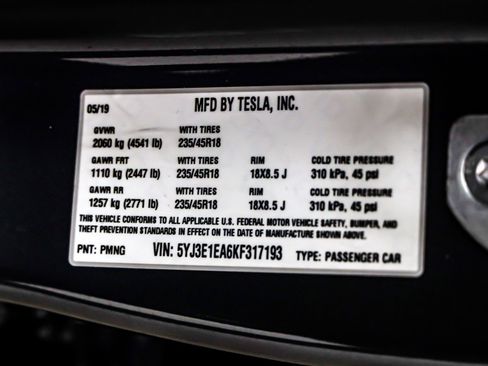 05/19 MFD BY TESLA, INC.
GVWR WITH TIRES
2060 kg (4541 lb) 235/45R18
GAWR FRT WITH TIRES RIM COLD TIRE PRESSURE
1110 kg (2447 lb) 235/45R18 18X8.5 J 310 kPa, 45 psi
GAWR RR WITH TIRES RIM COLD TIRE PRESSURE
1257 kg (2771 lb) 235/45R18 18X8.5 J 310 kPa, 45 psi
THIS VEHICLE CONFORMS TO ALL APPLICABLE U.S. FEDERAL MOTOR VEHICLE SAFETY, BUMPER, AND
THEFT PREVENTION STANDARDS IN EFFECT ON THE DATE OF MANUFACTURE SHOWN ABOVE.
PNT: PMNG VIN: 5YJ3E1EA6KF317193 TYPE: PASSENGER CAR